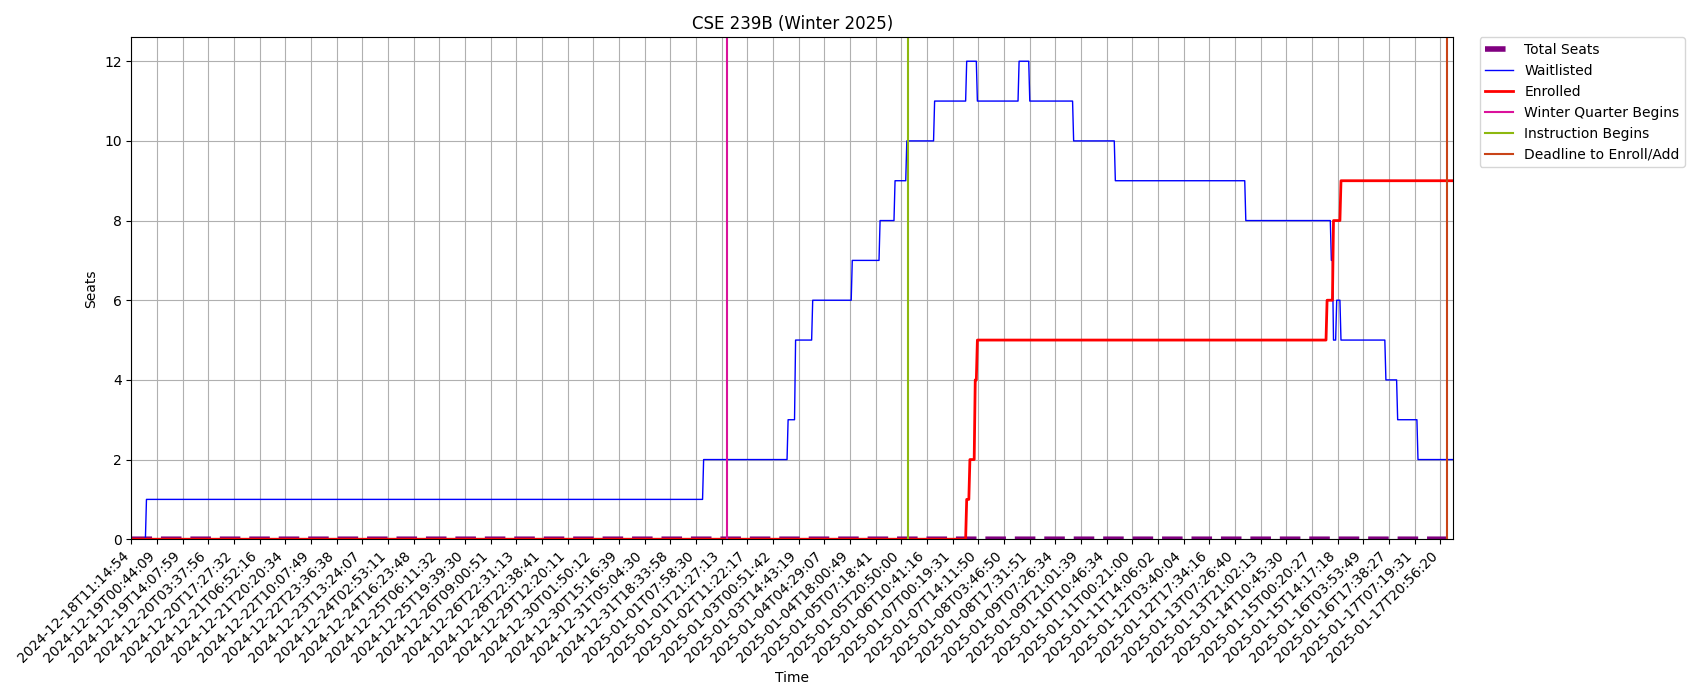 CSE 239B (Winter 2025)
Total Seats
Waitlisted
Enrolled
Winter Quarter Begins
Instruction Begins
Deadline to Enroll/Add
Seats
12
10
8
6
4
2
0
2024-12-18T11:14:54
2024-12-19T00:44:09
2024-12-19T14:07:59
2024-12-20T03:37:56
2024-12-20T17:27:32
2024-12-21T06:52:16
2024-12-21T20:20:34
2024-12-22T10:07:49
2024-12-22T23:36:38
2024-12-23T13:24:07
2024-12-24T02:53:11
2024-12-24T16:23:48
2024-12-25T06:11:32
2024-12-25T19:39:30
2024-12-26T09:00:51
2024-12-26T22:31:13
2024-12-28T22:38:41
2024-12-29T12:20:11
2024-12-30T01:50:12
2024-12-30T15:16:39
2024-12-31T05:04:30
2024-12-31T18:33:58
2025-01-01T07:58:30
2025-01-01T21:27:13
2025-01-02T11:22:17
2025-01-03T00:51:42
2025-01-03T14:43:19
2025-01-04T04:29:07
2025-01-04T18:00:49
2025-01-05T07:18:41
2025-01-05T20:50:00
2025-01-06T10:41:16
2025-01-07T00:19:31
2025-01-07T14:11:50
2025-01-08T03:46:50
2025-01-08T17:31:51
2025-01-09T07:26:34
2025-01-09T21:01:39
2025-01-10T10:46:34
2025-01-11T00:21:00
2025-01-11T14:06:02
2025-01-12T03:40:04
2025-01-12T17:34:16
2025-01-13T07:26:40
2025-01-13T21:02:13
2025-01-14T10:45:30
2025-01-15T00:20:27
2025-01-15T14:17:18
2025-01-16T03:53:49
2025-01-16T17:38:27
2025-01-17T07:19:31
2025-01-17T20:56:20
Time